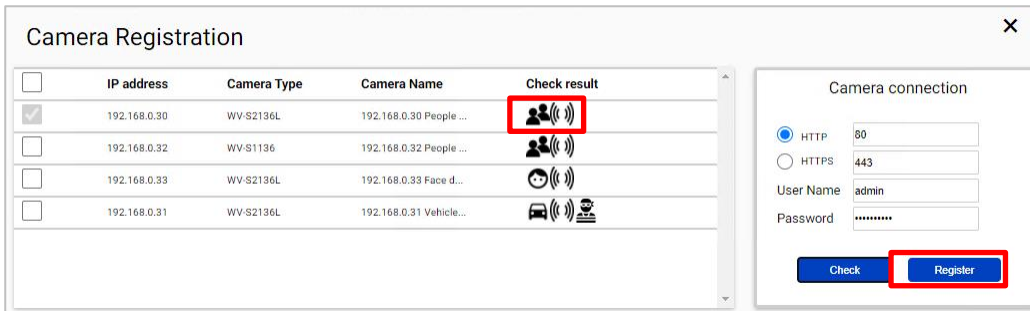 Camera Registration
×
IP address Camera Type Camera Name Check result
192.168.0.30 WV-S2136L 192.168.0.30 People ...
192.168.0.32 WV-S1136 192.168.0.32 People ...
192.168.0.33 WV-S2136L 192.168.0.33 Face d...
192.168.0.31 WV-S2136L 192.168.0.31 Vehicle...
Camera connection
HTTP 80
HTTPS 443
User Name admin
Password ••••••••••
Check Register